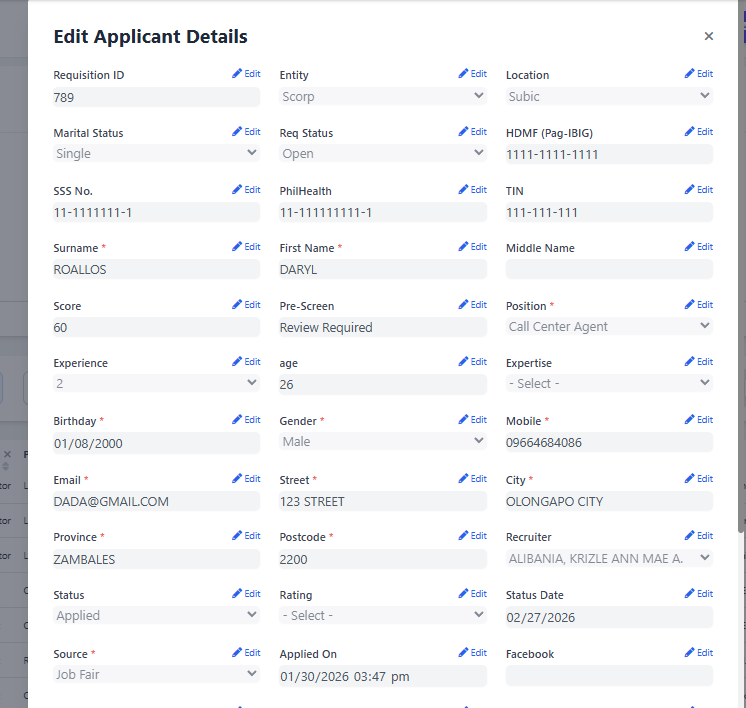 Edit Applicant Details
×
Requisition ID Edit Entity Edit Location Edit
789 Scorp Subic
Marital Status Edit Req Status Edit HDMF (Pag-IBIG) Edit
Single Open 1111-1111-1111
SSS No. Edit PhilHealth Edit TIN Edit
11-1111111-1 11-111111111-1 111-111-111
Surname * Edit First Name * Edit Middle Name Edit
ROALLOS DARYL
Score Edit Pre-Screen Position * Edit
60 Review Required Call Center Agent
Experience Edit age Edit Expertise Edit
2 26 - Select -
Birthday * Edit Gender * Edit Mobile * Edit
01/08/2000 Male 09664684086
Email * Edit Street * Edit City * Edit
DADA@GMAIL.COM 123 STREET OLONGAPO CITY
Province * Edit Postcode * Edit Recruiter Edit
ZAMBALES 2200 ALIBANIA, KRIZLE ANN MAE A.
Status Edit Rating Edit Status Date Edit
Applied - Select - 02/27/2026
Source * Edit Applied On Edit Facebook Edit
Job Fair 01/30/2026 03:47 pm